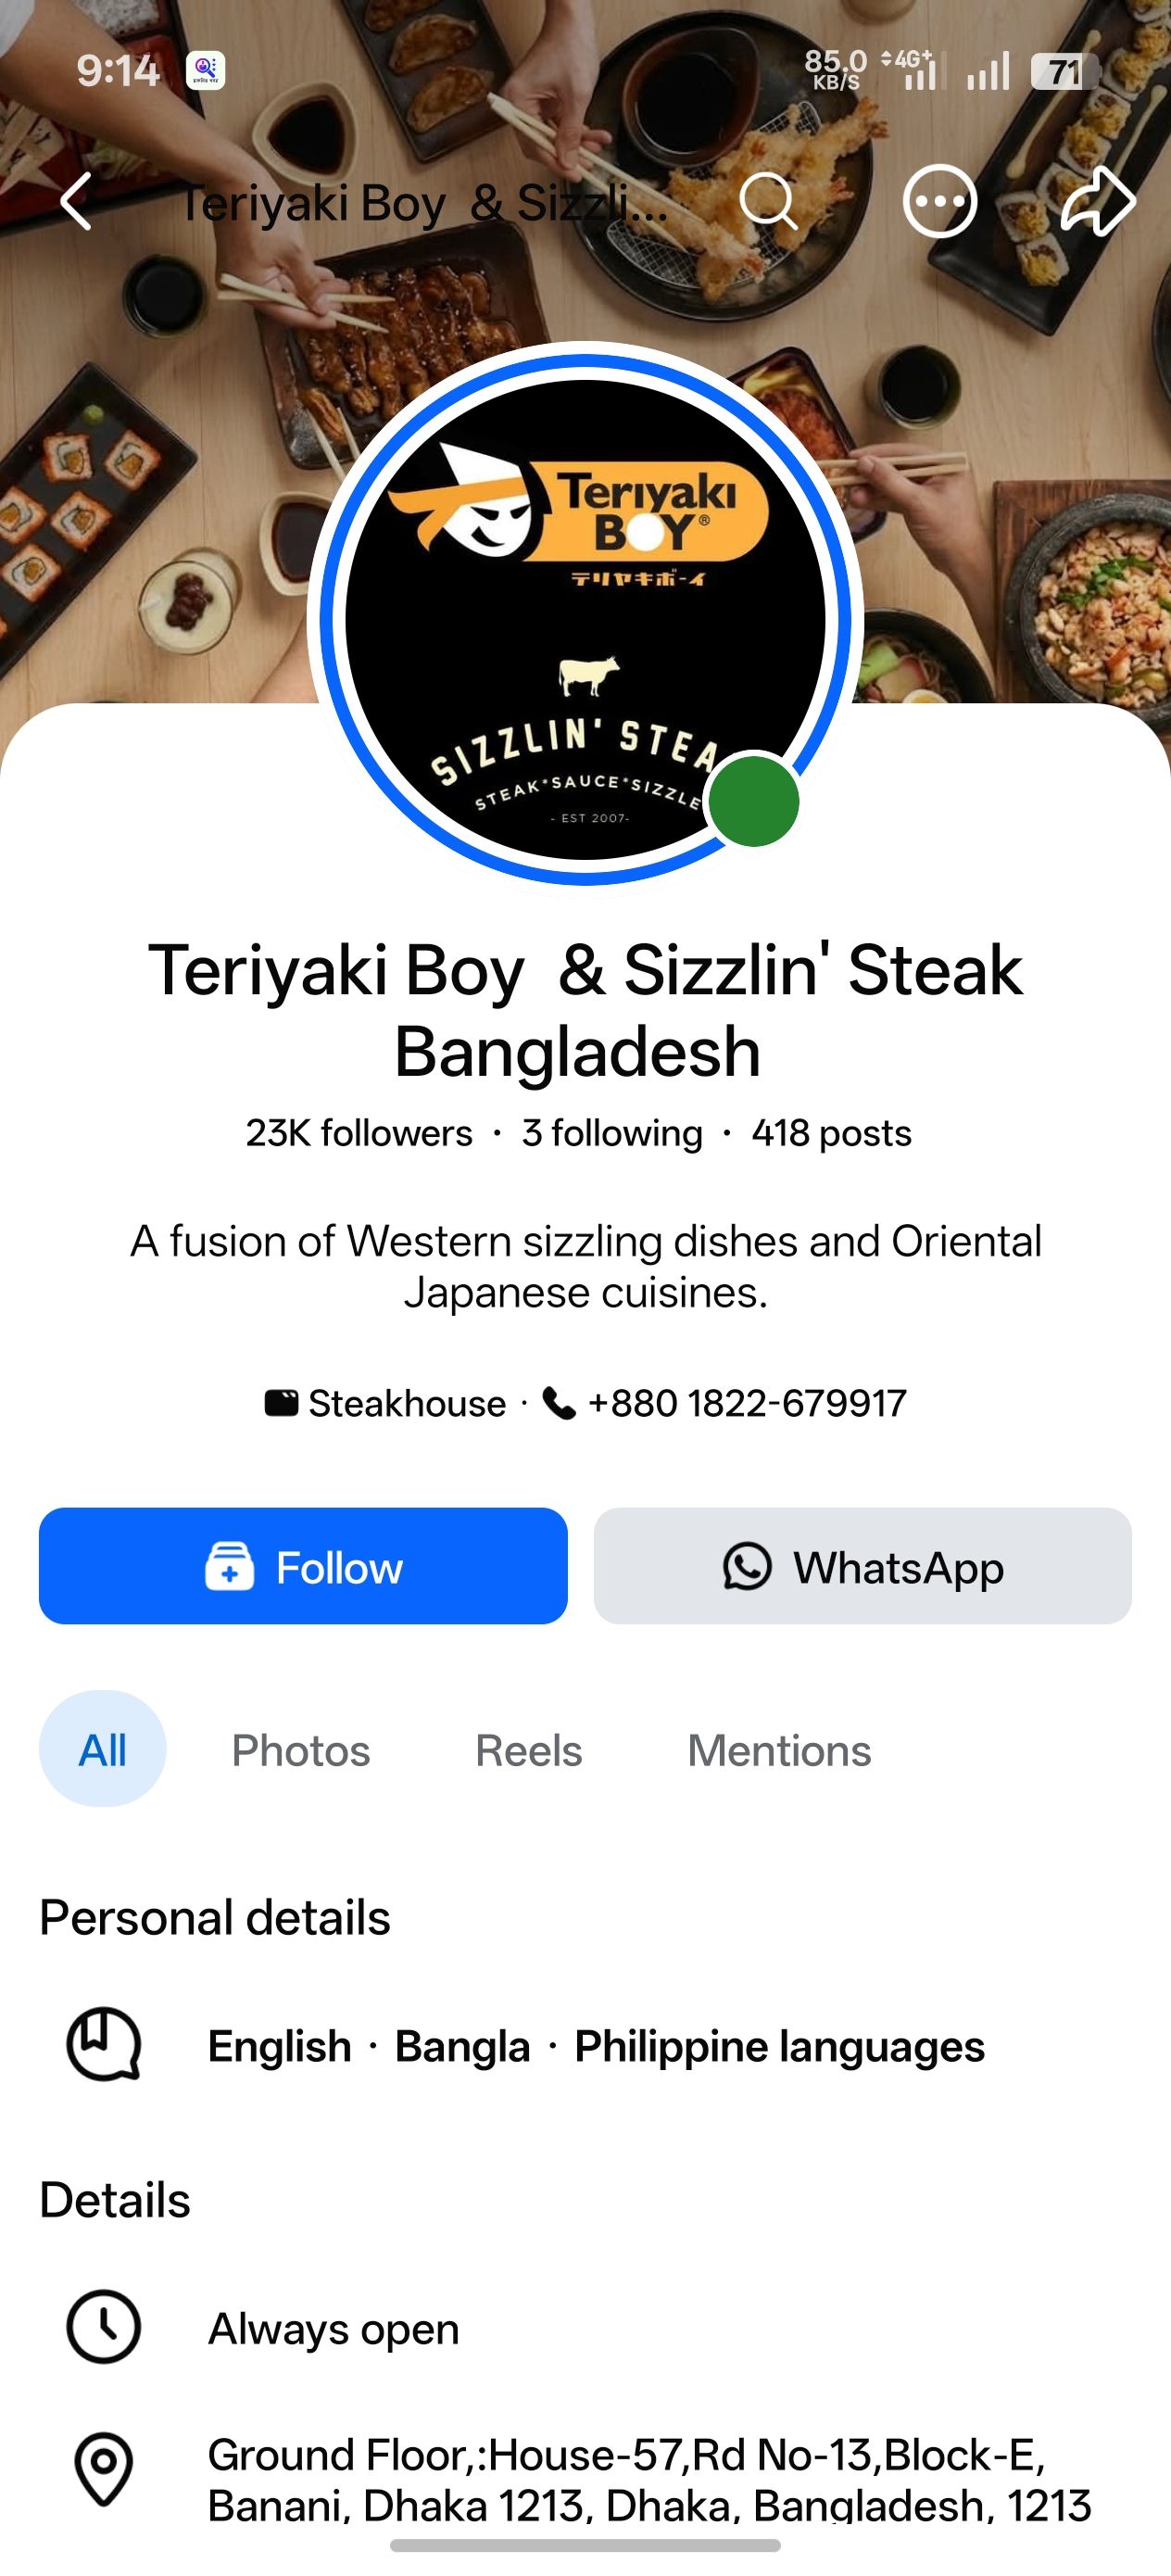 9:14
85.0
KB/S
4G+
71
Teriyaki Boy  & Sizzli...
Teriyaki
BOY®
テリヤキボーイ
SIZZLIN' STEA
STEAK*SAUCE*SIZZLE
- EST 2007-
Teriyaki Boy  & Sizzlin' Steak
Bangladesh
23K followers · 3 following · 418 posts
A fusion of Western sizzling dishes and Oriental
Japanese cuisines.
Steakhouse · +880 1822-679917
Follow
WhatsApp
All
Photos
Reels
Mentions
Personal details
English · Bangla · Philippine languages
Details
Always open
Ground Floor,:House-57,Rd No-13,Block-E,
Banani, Dhaka 1213, Dhaka, Bangladesh, 1213